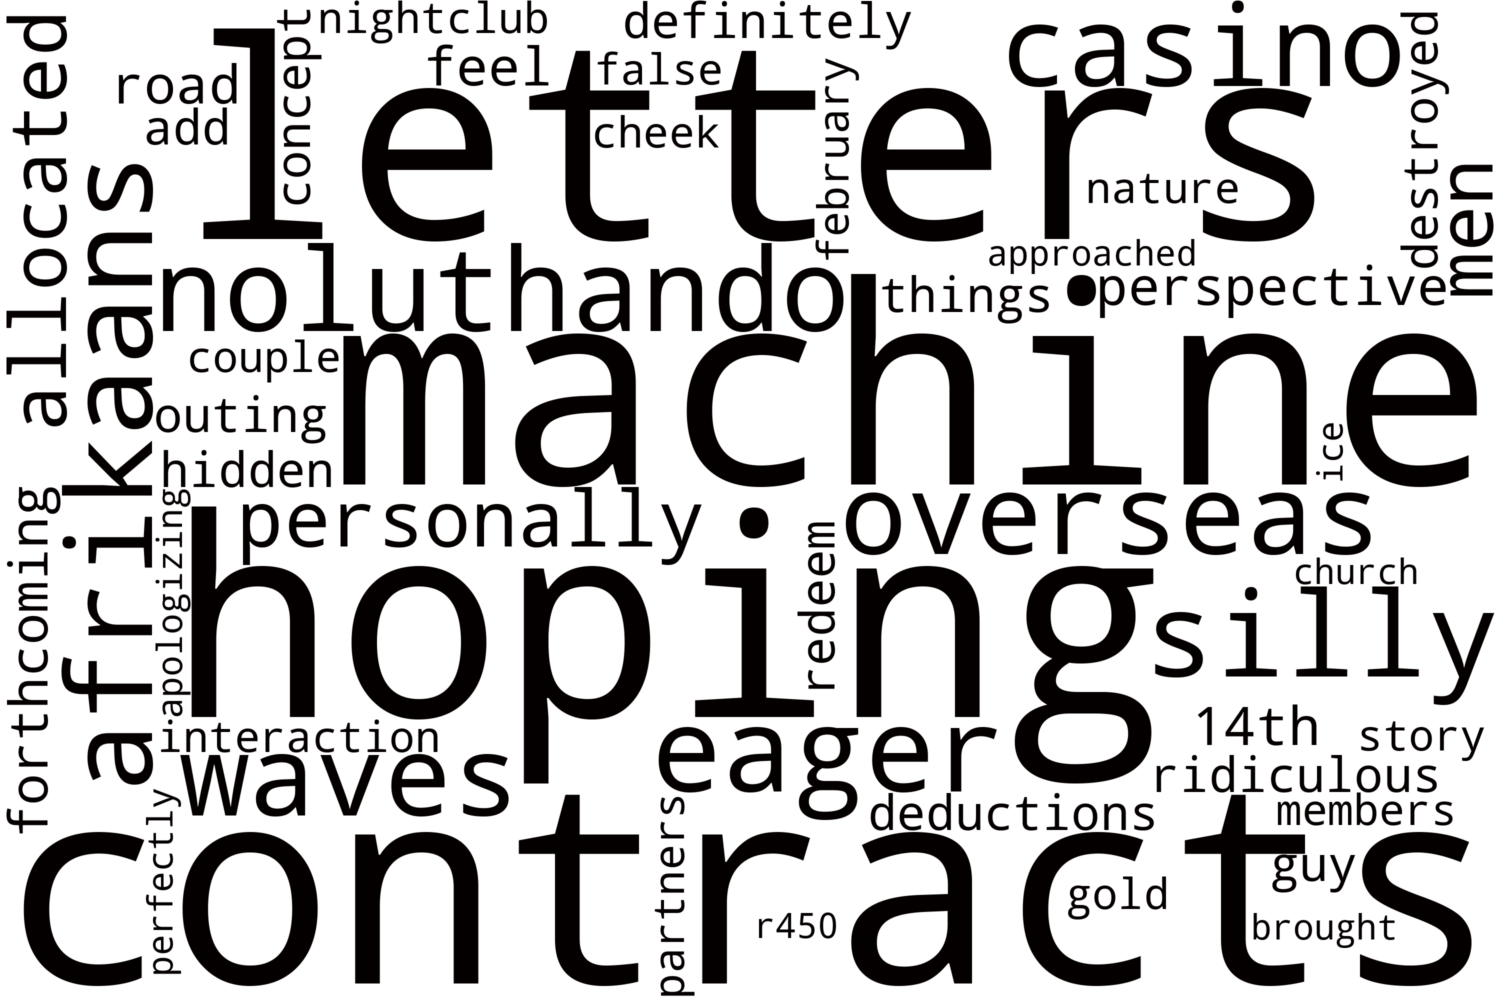 nightclub
definitely
casino
letters
concept
feel
false
road
add
cheek
february
nature
destroyed
men
allocated
afrikaans
noluthando
approached
things
perspective
machine
couple
outing
hidden
ice
personally
overseas
forthcoming
apologizing
hoping
redeem
church
silly
interaction
waves
eager
14th
story
ridiculous
deductions
members
contracts
perfectly
partners
guy
gold
r450
brought